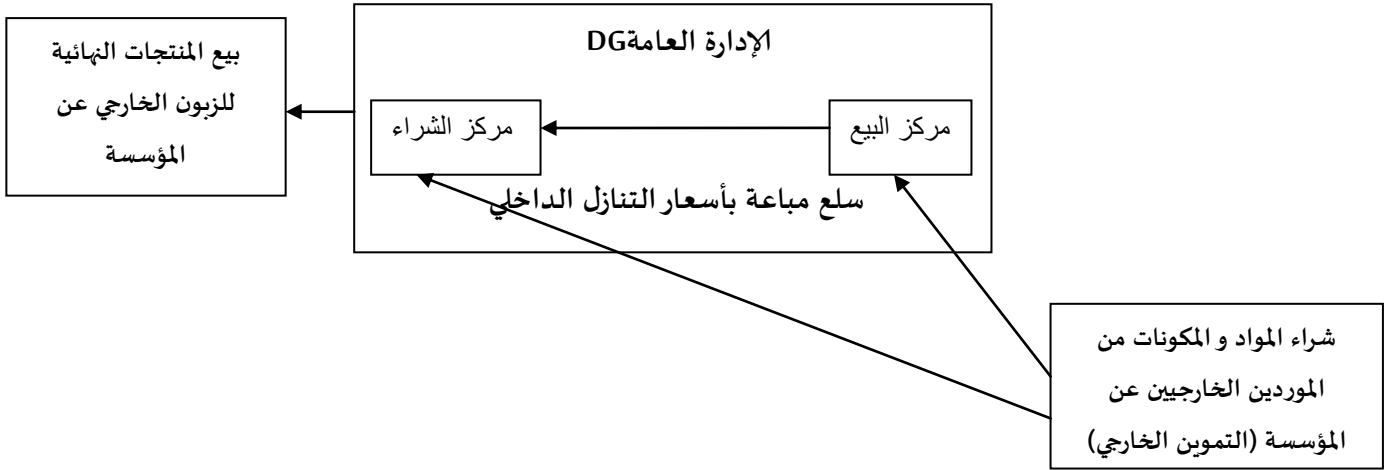 الإدارة العامةDG
بيع المنتجات النهائية
للزبون الخارجي عن
المؤسسة
مركز البيع
مركز الشراء
سلع مباعة بأسعار التنازل الداخلي
شراء المواد و المكونات من
الموردين الخارجيين عن
المؤسسة (التموين الخارجي)